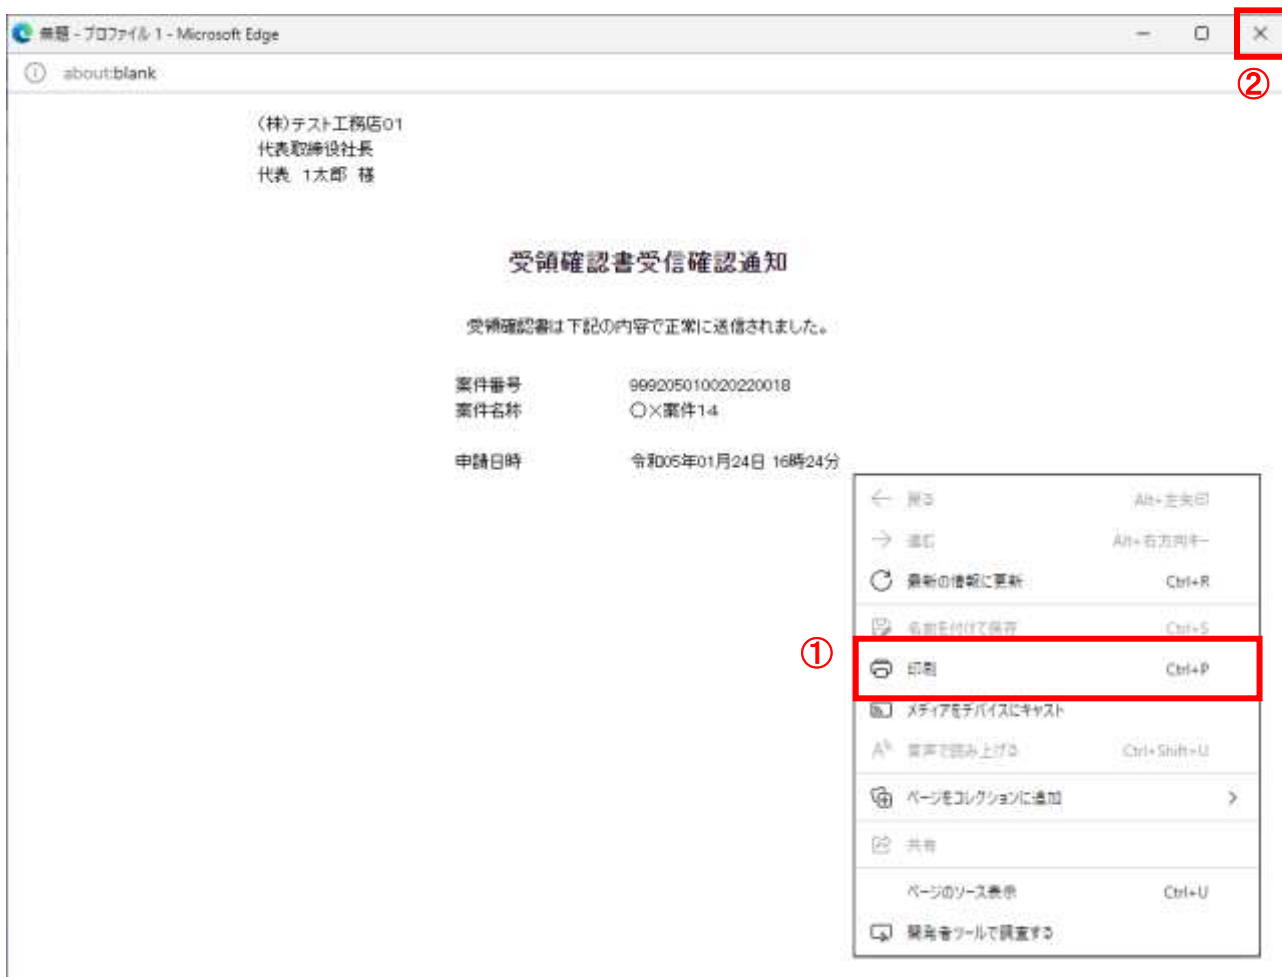 無題 - プロファイル 1 - Microsoft Edge
about:blank
②
(株)テスト工務店01
代表取締役社長
代表 1太郎 様
受領確認書受信確認通知
受領確認書は下記の内容で正常に送信されました。
案件番号 999205010020220018
案件名称 ○×案件14
申請日時 令和05年01月24日 16時24分
戻る Alt+左矢印
進む Alt+右方向キー
最新の情報に更新 Ctrl+R
名前を付けて保存 Ctrl+S
①
印刷 Ctrl+P
メディアをデバイスにキャスト
音声で読み上げる Ctrl+Shift+U
ページをコレクションに追加
共有
ページのソース表示 Ctrl+U
開発者ツールで調査する